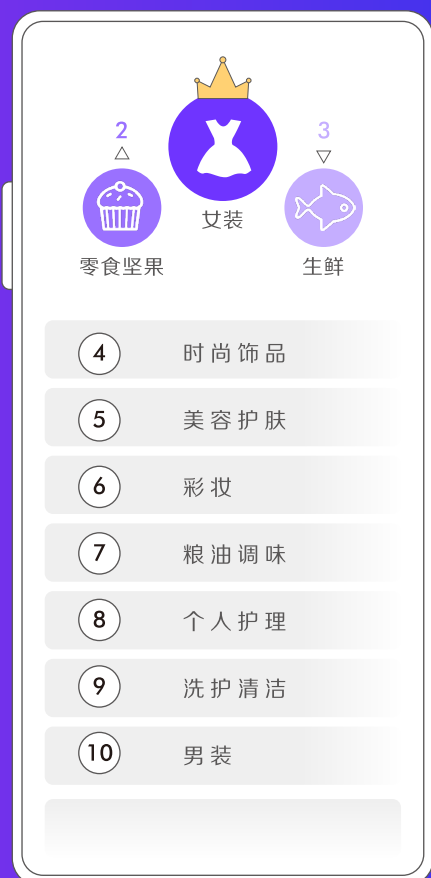 2
3
女装
零食坚果
生鲜
4 时尚饰品
5 美容护肤
6 彩妆
7 粮油调味
8 个人护理
9 洗护清洁
10 男装